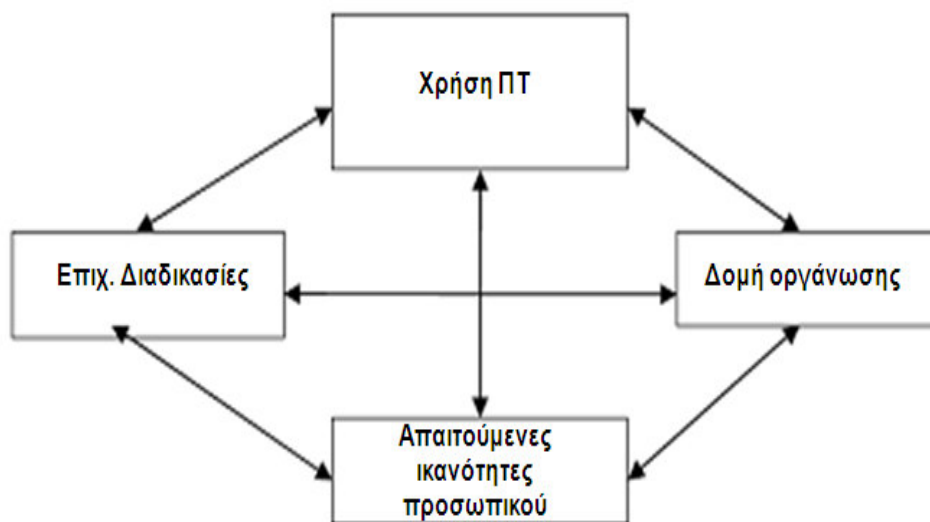 Χρήση ΠΤ
Επιχ. Διαδικασίες
Δομή οργάνωσης
Απαιτούμενες
ικανότητες
προσωπικού